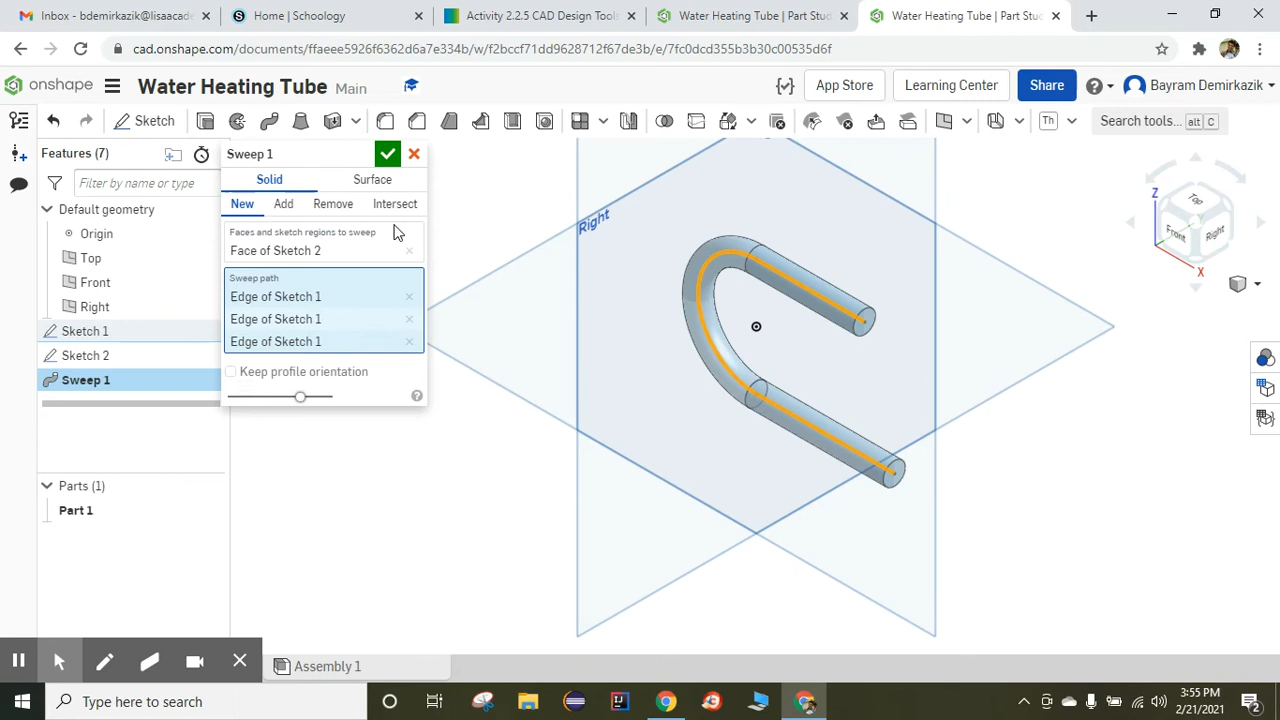 Inbox - bdemirkazik@lisaacade
Home | Schoology
Activity 2.2.5 CAD Design Tools
Water Heating Tube | Part Stud
Water Heating Tube | Part Stud
cad.onshape.com/documents/ffaeee5926f6362d6a7e334b/w/f2bccf71dd9628712f67de3b/e/7fc0dcd355b3b30c00535d6f
onshape
Water Heating Tube Main
App Store
Learning Center
Share
Bayram Demirkazik
Sketch
Th
Search tools... alt C
Features (7)
Filter by name or type
Default geometry
Origin
Top
Front
Right
Sketch 1
Sketch 2
Sweep 1
Parts (1)
Part 1
Sweep 1
Solid
Surface
New
Add
Remove
Intersect
Faces and sketch regions to sweep
Face of Sketch 2
Sweep path
Edge of Sketch 1
Edge of Sketch 1
Edge of Sketch 1
Keep profile orientation
Right
Z
Top
Front
Right
X
Assembly 1
Type here to search
3:55 PM
2/21/2021
2